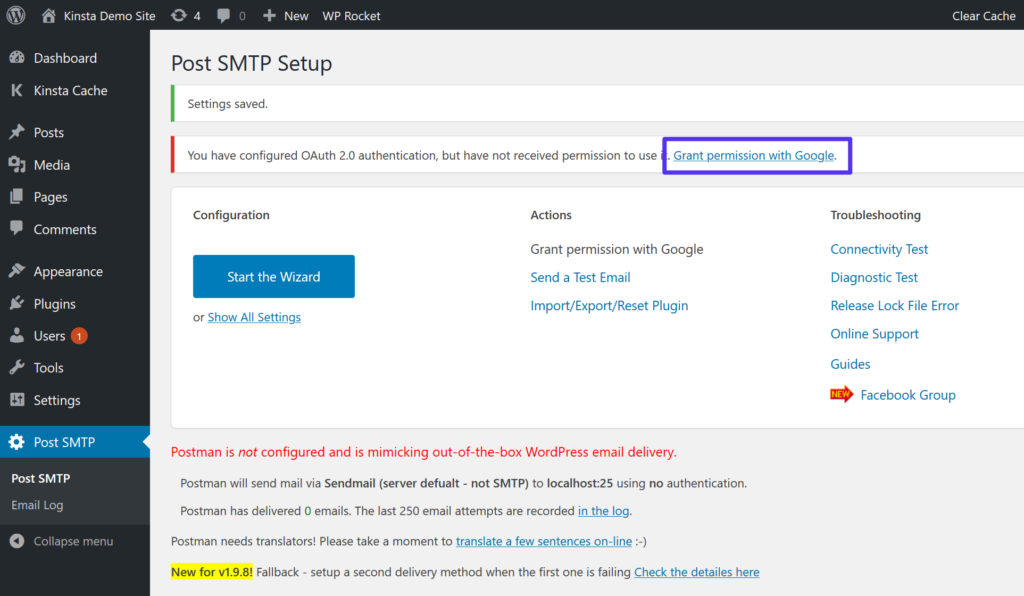 Kinsta Demo Site 4 0 New WP Rocket Clear Cache
Dashboard
Kinsta Cache
Posts
Media
Pages
Comments
Appearance
Plugins
Users 1
Tools
Settings
Post SMTP
Post SMTP
Email Log
Collapse menu
Post SMTP Setup
Settings saved.
You have configured OAuth 2.0 authentication, but have not received permission to use it. Grant permission with Google.
Configuration
Start the Wizard
or Show All Settings
Actions
Grant permission with Google
Send a Test Email
Import/Export/Reset Plugin
Troubleshooting
Connectivity Test
Diagnostic Test
Release Lock File Error
Online Support
Guides
NEW Facebook Group
Postman is not configured and is mimicking out-of-the-box WordPress email delivery.
Postman will send mail via Sendmail (server defualt - not SMTP) to localhost:25 using no authentication.
Postman has delivered 0 emails. The last 250 email attempts are recorded in the log.
Postman needs translators! Please take a moment to translate a few sentences on-line :-)
New for v1.9.8! Fallback - setup a second delivery method when the first one is failing Check the detailes here